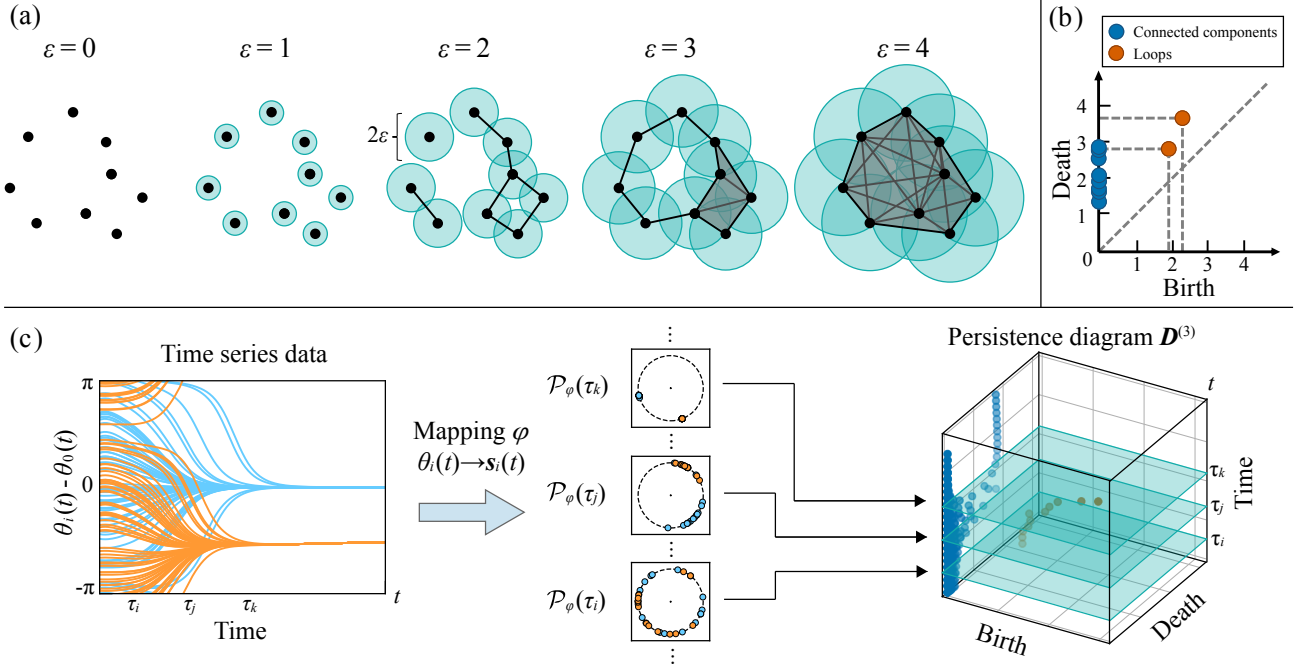 (a)
ε = 0
ε = 1
ε = 2
ε = 3
ε = 4
2ε
(b)
Connected components
Loops
Death
4
3
2
1
0
1
2
3
4
Birth
(c)
Time series data
θᵢ(t) - θ₀(t)
π
0
-π
τᵢ
τⱼ
τₖ
t
Time
Mapping φ
θᵢ(t)→sᵢ(t)
⋮
𝒫ᵩ(τₖ)
⋮
𝒫ᵩ(τⱼ)
⋮
𝒫ᵩ(τᵢ)
⋮
Persistence diagram D⁽³⁾
t
τₖ
τⱼ
τᵢ
Time
Death
Birth